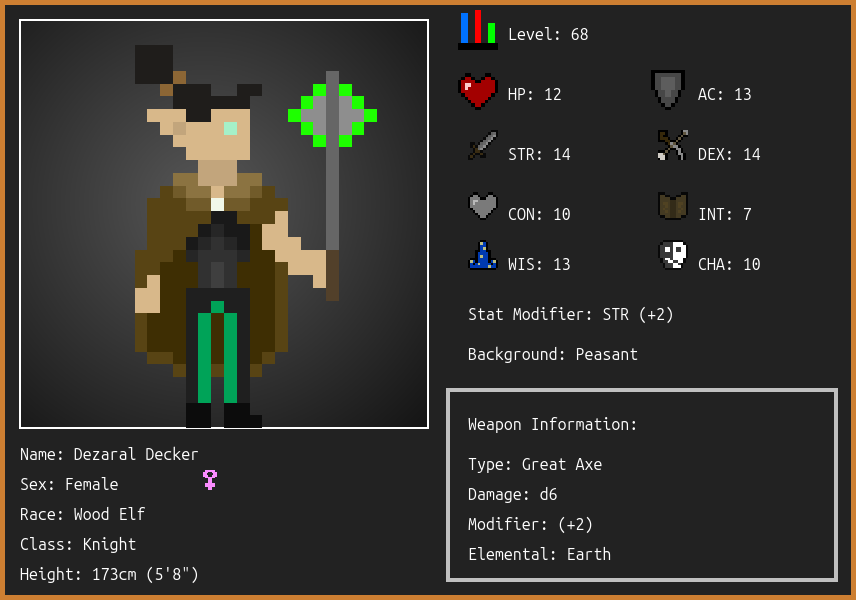 Level: 68
HP: 12
AC: 13
STR: 14
DEX: 14
CON: 10
INT: 7
WIS: 13
CHA: 10
Stat Modifier: STR (+2)
Background: Peasant
Weapon Information:
Type: Great Axe
Damage: d6
Modifier: (+2)
Elemental: Earth
Name: Dezaral Decker
Sex: Female
Race: Wood Elf
Class: Knight
Height: 173cm (5'8")